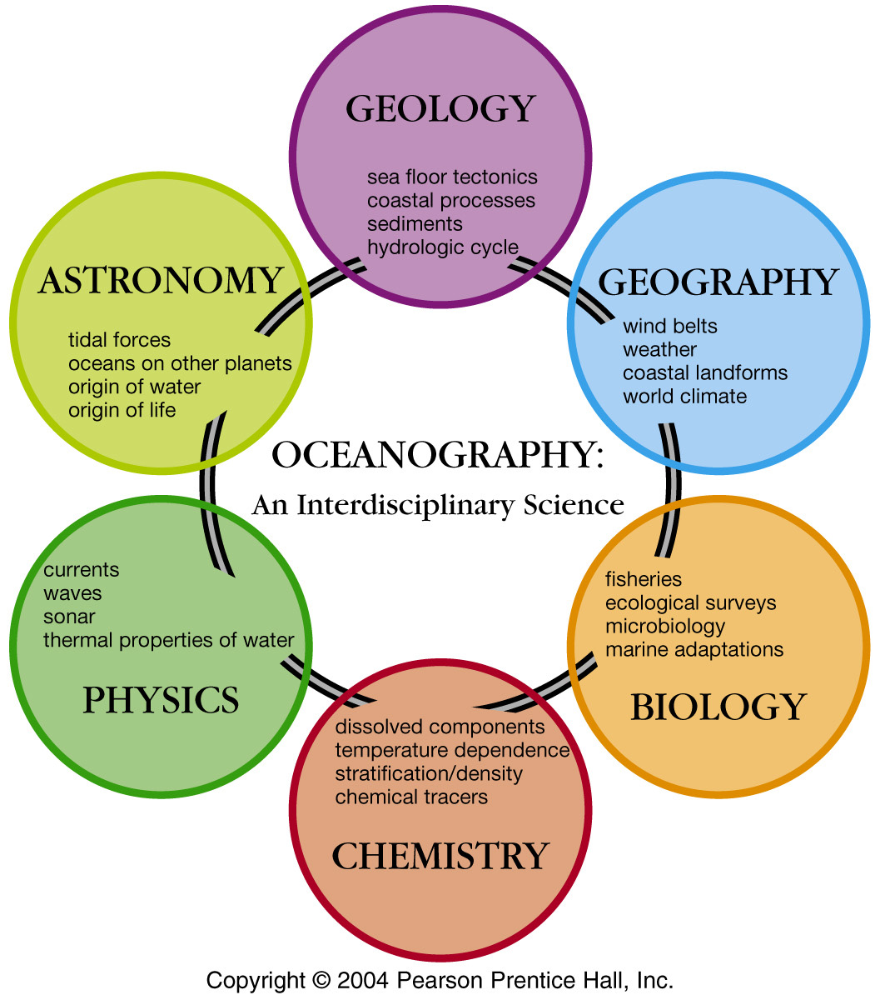 GEOLOGY
sea floor tectonics
coastal processes
sediments
hydrologic cycle
ASTRONOMY
tidal forces
oceans on other planets
origin of water
origin of life
GEOGRAPHY
wind belts
weather
coastal landforms
world climate
OCEANOGRAPHY:
An Interdisciplinary Science
currents
waves
sonar
thermal properties of water
PHYSICS
fisheries
ecological surveys
microbiology
marine adaptations
BIOLOGY
dissolved components
temperature dependence
stratification/density
chemical tracers
CHEMISTRY
Copyright © 2004 Pearson Prentice Hall, Inc.